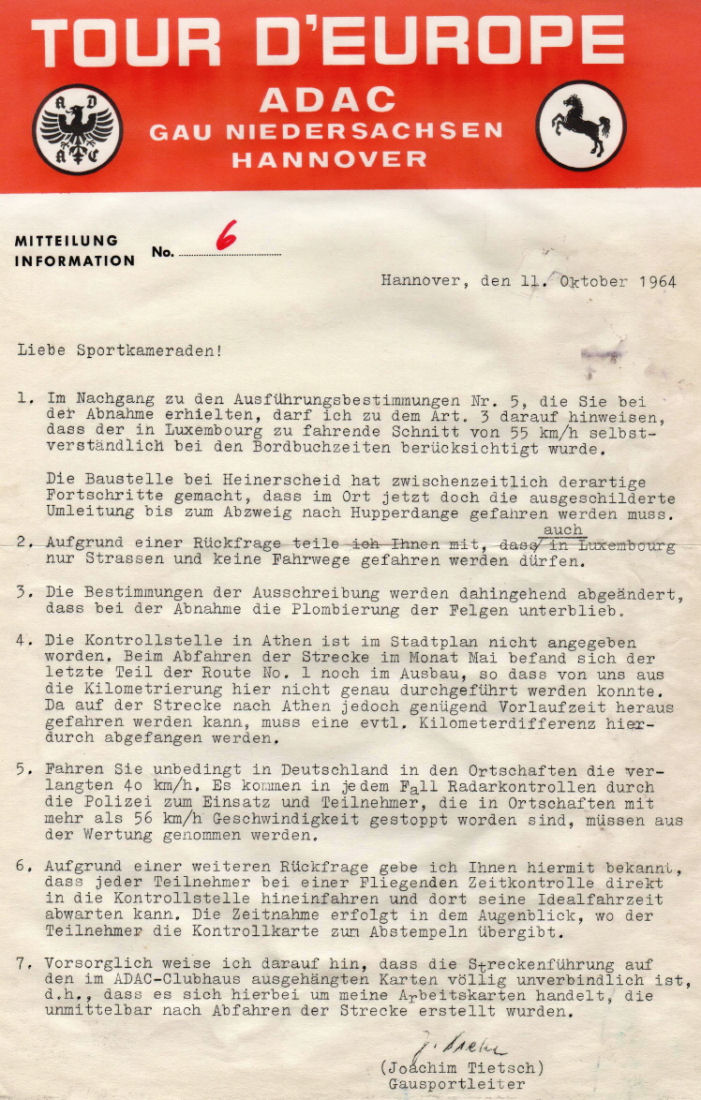 TOUR D'EUROPE
ADAC
GAU NIEDERSACHSEN
HANNOVER
A D
A C
MITTEILUNG
INFORMATION No. 6
Hannover, den 11. Oktober 1964
Liebe Sportkameraden!
1. Im Nachgang zu den Ausführungsbestimmungen Nr. 5, die Sie bei
der Abnahme erhielten, darf ich zu dem Art. 3 darauf hinweisen,
dass der in Luxembourg zu fahrende Schnitt von 55 km/h selbst-
verständlich bei den Bordbuchzeiten berücksichtigt wurde.
Die Baustelle bei Heinerscheid hat zwischenzeitlich derartige
Fortschritte gemacht, dass im Ort jetzt doch die ausgeschilderte
Umleitung bis zum Abzweig nach Hupperdange gefahren werden muss.
auch
2. Aufgrund einer Rückfrage teile ich Ihnen mit, dass/in Luxembourg
nur Strassen und keine Fahrwege gefahren werden dürfen.
3. Die Bestimmungen der Ausschreibung werden dahingehend abgeändert,
dass bei der Abnahme die Plombierung der Felgen unterblieb.
4. Die Kontrollstelle in Athen ist im Stadtplan nicht angegeben
worden. Beim Abfahren der Strecke im Monat Mai befand sich der
letzte Teil der Route No. 1 noch im Ausbau, so dass von uns aus
die Kilometrierung hier nicht genau durchgeführt werden konnte.
Da auf der Strecke nach Athen jedoch genügend Vorlaufzeit heraus
gefahren werden kann, muss eine evtl. Kilometerdifferenz hier-
durch abgefangen werden.
5. Fahren Sie unbedingt in Deutschland in den Ortschaften die ver-
langten 40 km/h. Es kommen in jedem Fall Radarkontrollen durch
die Polizei zum Einsatz und Teilnehmer, die in Ortschaften mit
mehr als 56 km/h Geschwindigkeit gestoppt worden sind, müssen aus
der Wertung genommen werden.
6. Aufgrund einer weiteren Rückfrage gebe ich Ihnen hiermit bekannt,
dass jeder Teilnehmer bei einer Fliegenden Zeitkontrolle direkt
in die Kontrollstelle hineinfahren und dort seine Idealfahrzeit
abwarten kann. Die Zeitnahme erfolgt in dem Augenblick, wo der
Teilnehmer die Kontrollkarte zum Abstempeln übergibt.
7. Vorsorglich weise ich darauf hin, dass die Streckenführung auf
den im ADAC-Clubhaus ausgehängten Karten völlig unverbindlich ist,
d.h., dass es sich hierbei um meine Arbeitskarten handelt, die
unmittelbar nach Abfahren der Strecke erstellt wurden.
(Joachim Tietsch)
Gausportleiter